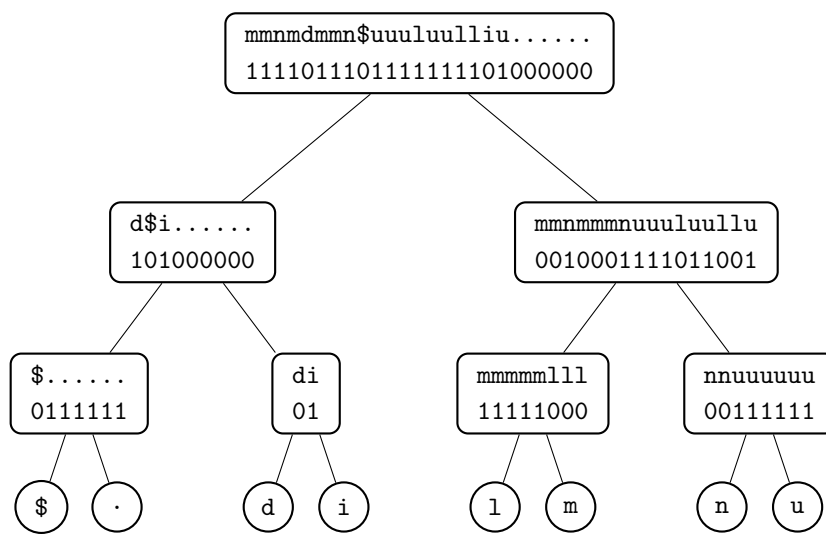 mmnmdmmn$uuuluulliu......
1111011101111111101000000
d$i......
101000000
mmnmmmnuuuluullu
0010001111011001
$......
0111111
di
01
mmmmmlll
11111000
nnuuuuuu
00111111
$ . d i l m n u